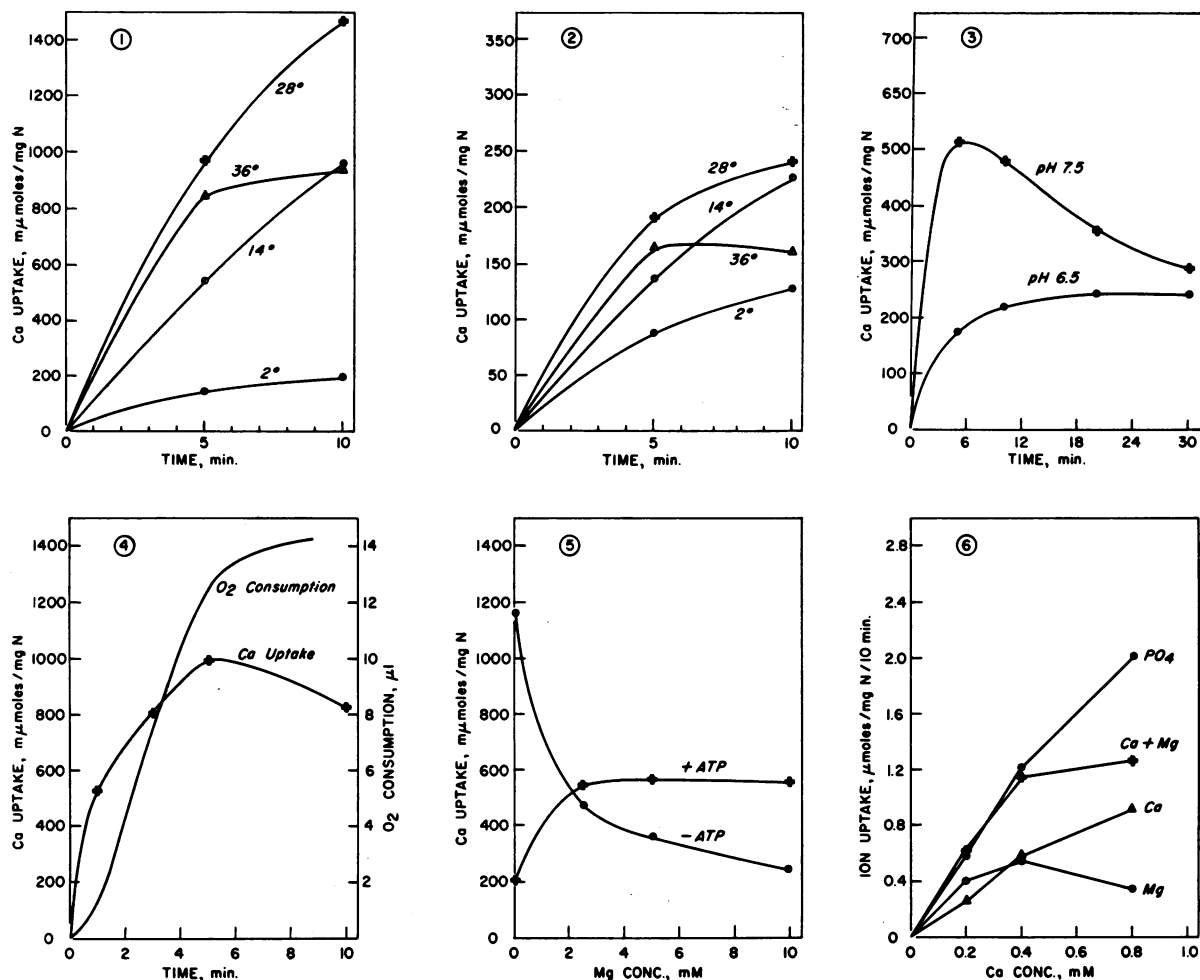 ①
Ca UPTAKE, mµmoles/mg N
1400
1200
1000
800
600
400
200
0
28°
36°
14°
2°
0 5 10
TIME, min.
②
Ca UPTAKE, mµmoles/mg N
350
300
250
200
150
100
50
0
28°
14°
36°
2°
0 5 10
TIME, min.
③
Ca UPTAKE, mµmoles/mg N
700
650
500
400
300
200
100
0
pH 7.5
pH 6.5
0 6 12 18 24 30
TIME, min.
④
Ca UPTAKE, mµmoles/mg N
1400
1200
1000
800
600
400
200
0
O2 Consumption
Ca Uptake
14
12
10
8
6
4
2
O2 CONSUMPTION, µl
0 2 4 6 8 10
TIME, min.
⑤
Ca UPTAKE, mµmoles/mg N
1400
1200
1000
800
600
400
200
0
+ ATP
− ATP
0 2 4 6 8 10
Mg CONC., mM
⑥
ION UPTAKE, µmoles/mg N/10 min.
2.8
2.4
2.0
1.6
1.2
0.8
0.4
0
PO4
Ca + Mg
Ca
Mg
0 0.2 0.4 0.6 0.8 1.0
Ca CONC., mM